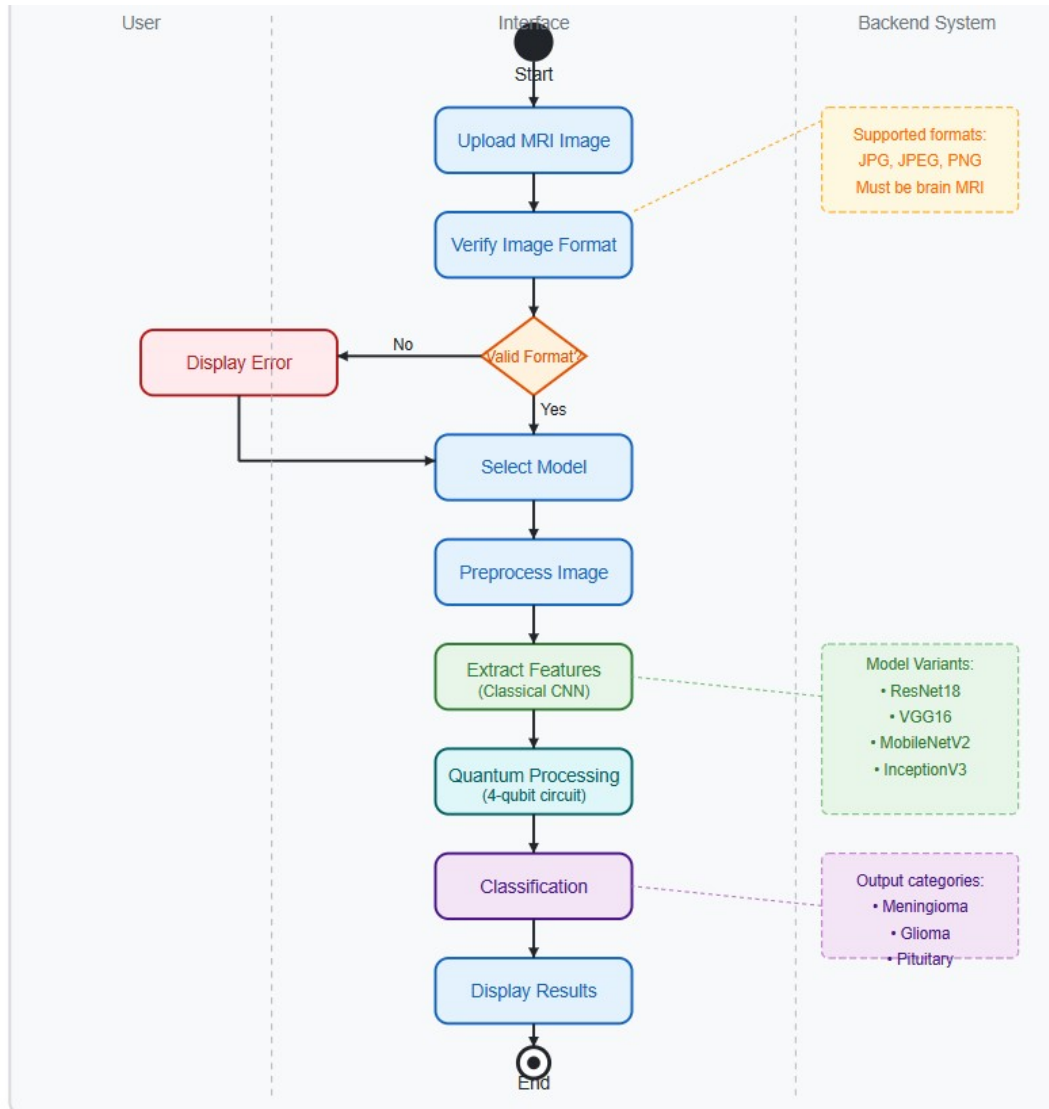 User
Interface
Backend System
Start
Upload MRI Image
Supported formats:
JPG, JPEG, PNG
Must be brain MRI
Verify Image Format
Valid Format?
No
Display Error
Yes
Select Model
Preprocess Image
Extract Features
(Classical CNN)
Model Variants:
• ResNet18
• VGG16
• MobileNetV2
• InceptionV3
Quantum Processing
(4-qubit circuit)
Classification
Output categories:
• Meningioma
• Glioma
• Pituitary
Display Results
End